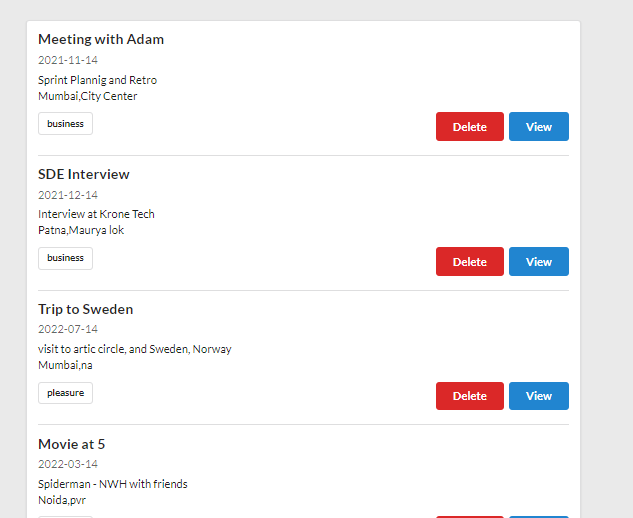 Meeting with Adam
2021-11-14
Sprint Plannig and Retro
Mumbai,City Center
business
Delete
View
SDE Interview
2021-12-14
Interview at Krone Tech
Patna,Maurya lok
business
Delete
View
Trip to Sweden
2022-07-14
visit to artic circle, and Sweden, Norway
Mumbai,na
pleasure
Delete
View
Movie at 5
2022-03-14
Spiderman - NWH with friends
Noida,pvr